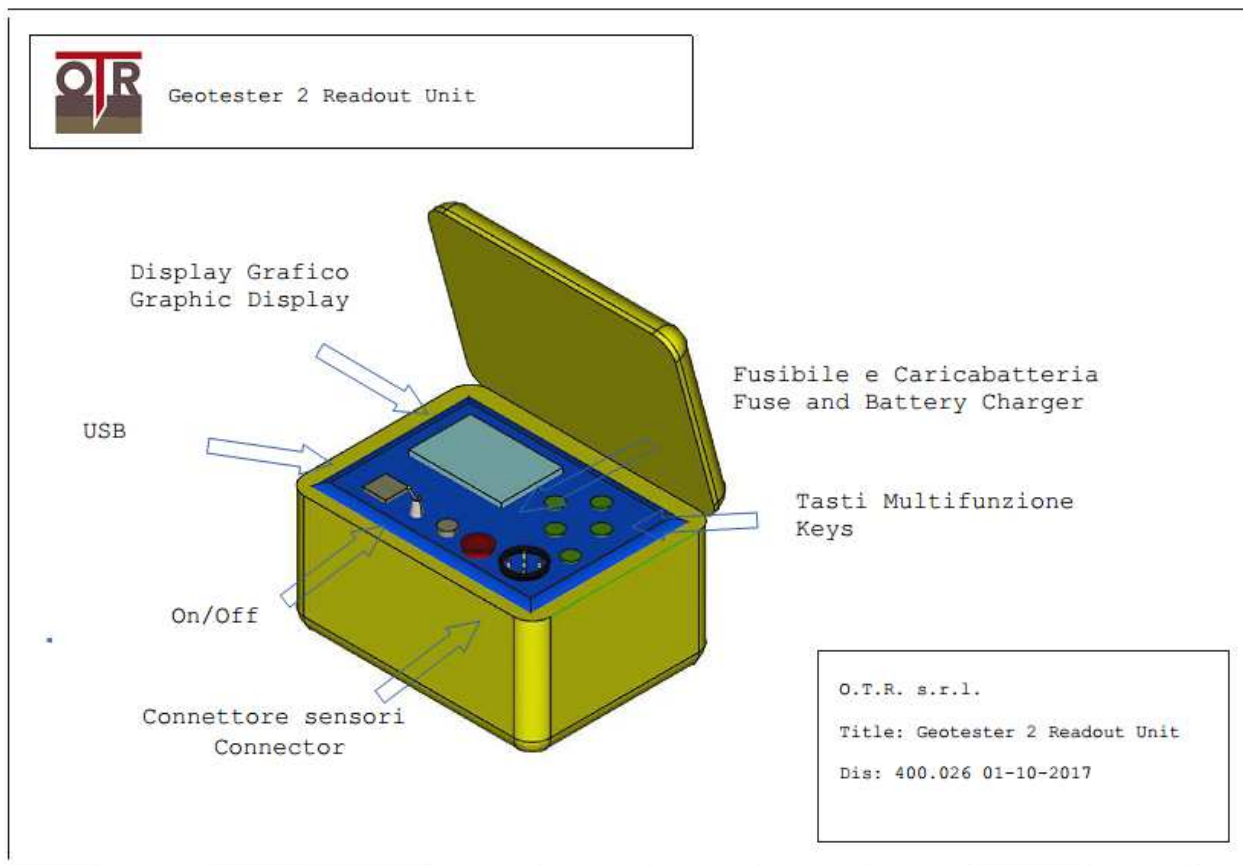 OTR
Geotester 2 Readout Unit
Display Grafico
Graphic Display
USB
Fusibile e Caricabatteria
Fuse and Battery Charger
Tasti Multifunzione
Keys
On/Off
Connettore sensori
Connector
O.T.R. s.r.l.
Title: Geotester 2 Readout Unit
Dis: 400.026 01-10-2017